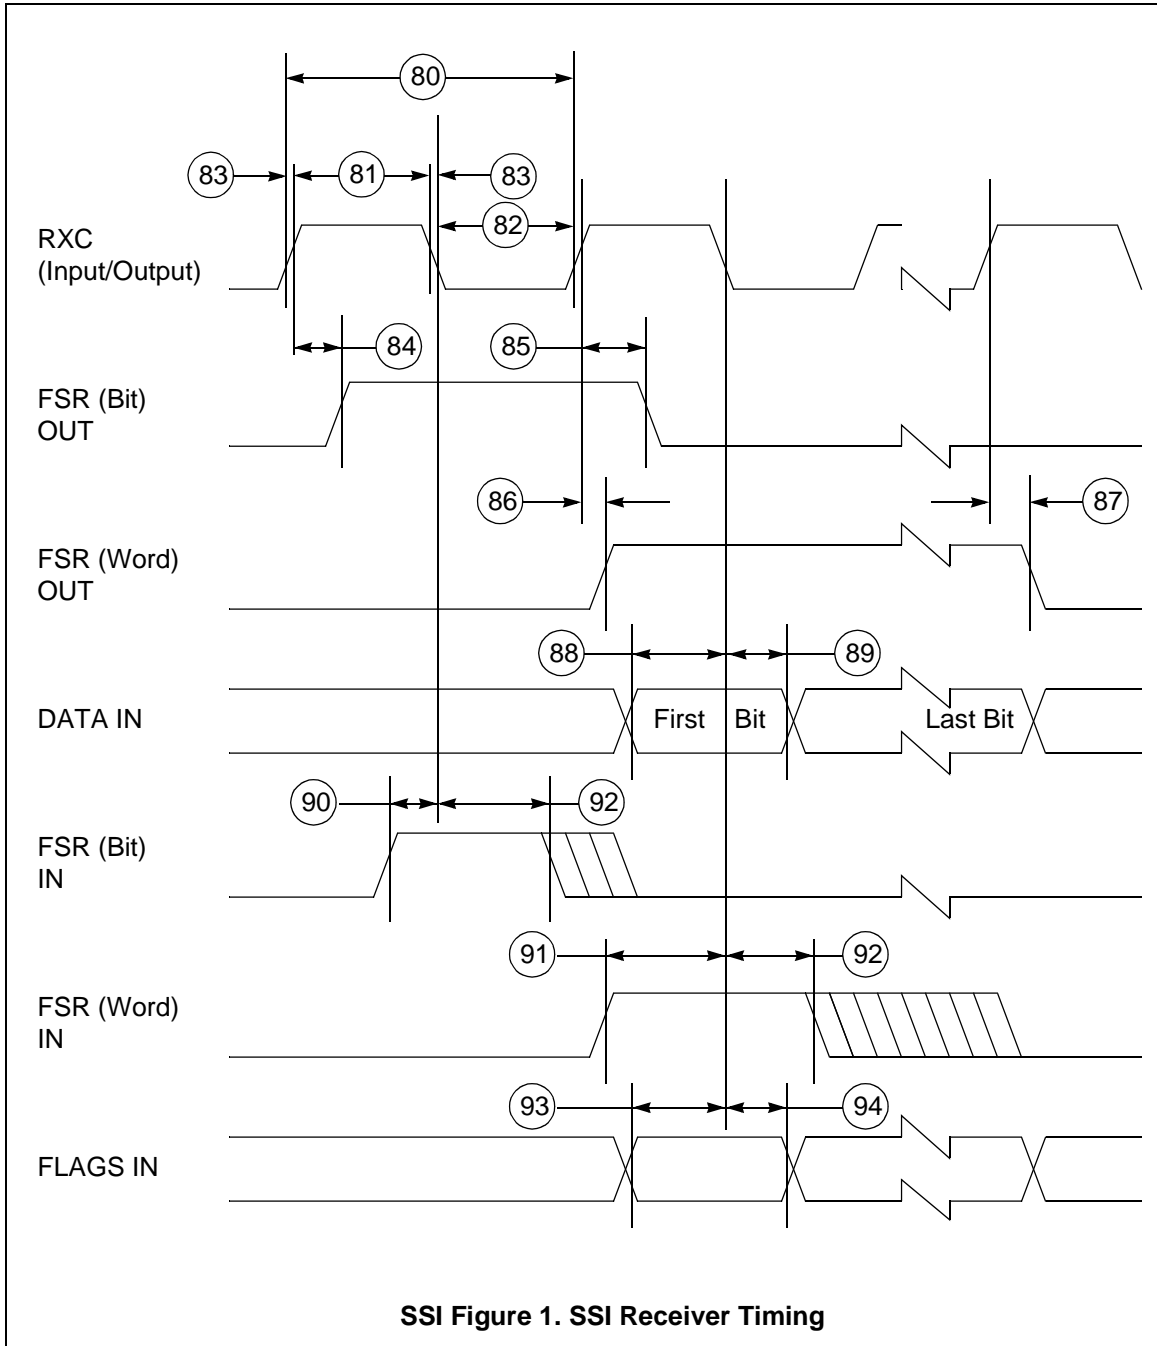 80
83
81
83
82
RXC
(Input/Output)
84
85
FSR (Bit)
OUT
86
87
FSR (Word)
OUT
88
89
DATA IN
First Bit
Last Bit
90
92
FSR (Bit)
IN
91
92
FSR (Word)
IN
93
94
FLAGS IN
SSI Figure 1. SSI Receiver Timing